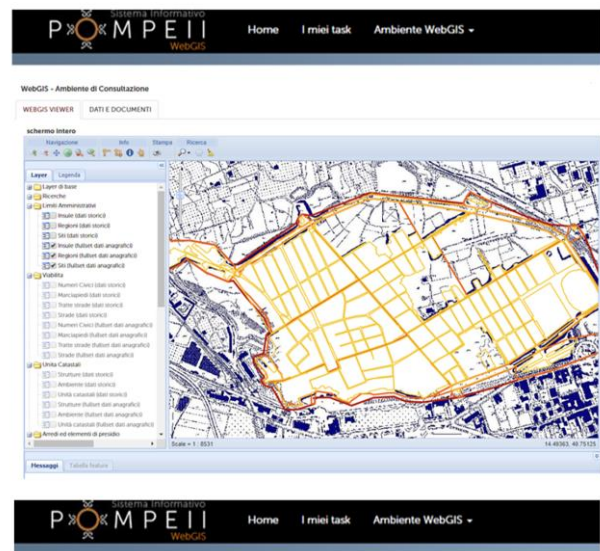 Sistema Informativo
POMPEII
WebGIS
Home I miei task Ambiente WebGIS
WebGIS - Ambiente di Consultazione
WEBGIS VIEWER DATI E DOCUMENTI
schermo intero
Navigazione Info Stampa Ricerca
Layer Legenda
Layer di base
Ricerche
Limiti Amministrativi
Insule (dati storici)
Regioni (dati storici)
Siti (dati storici)
Insule (fullset dati anagrafici)
Regioni (fullset dati anagrafici)
Siti (fullset dati anagrafici)
Viabilita
Numeri Civici (dati storici)
Marciapiedi (dati storici)
Tratte strade (dati storici)
Strade (dati storici)
Numeri Civici (fullset dati anagrafici)
Marciapiedi (fullset dati anagrafici)
Tratte strade (fullset dati anagrafici)
Strade (fullset dati anagrafici)
Unita Catastali
Strutture (dati storici)
Ambiente (dati storici)
Unità catastali (dati storici)
Strutture (fullset dati anagrafici)
Ambiente (fullset dati anagrafici)
Unità catastali (fullset dati anagrafici)
Arredi ed elementi di presidio
Scale = 1 : 8531 14.49363, 40.75125
Messaggi Tabella feature
Sistema Informativo
POMPEII
WebGIS
Home I miei task Ambiente WebGIS